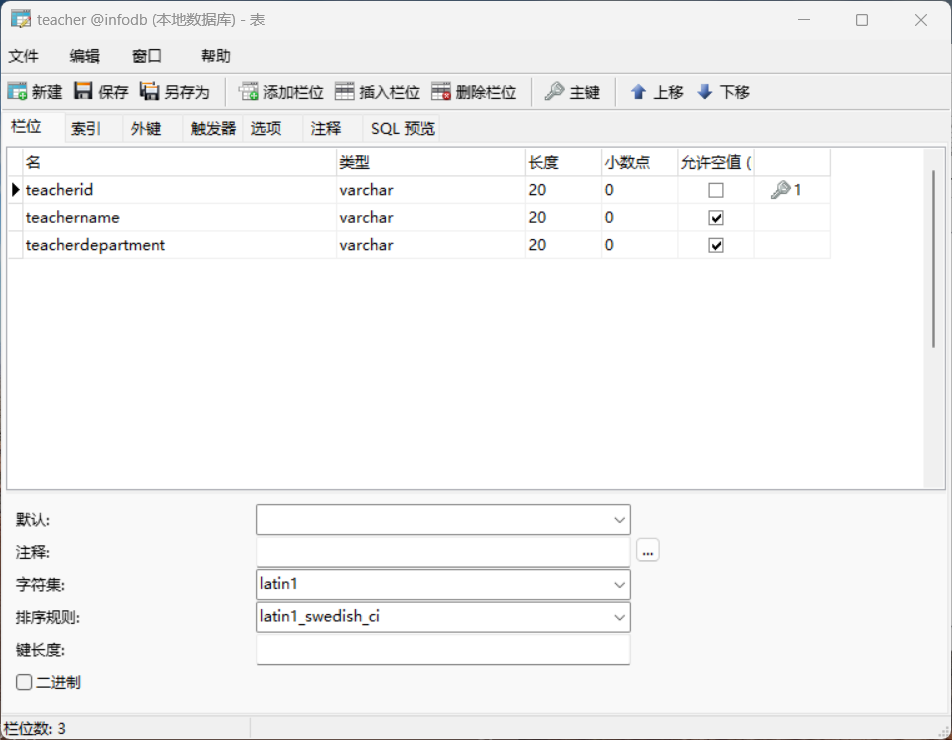 teacher @infodb (本地数据库) - 表
文件 编辑 窗口 帮助
新建 保存 另存为 添加栏位 插入栏位 删除栏位 主键 上移 下移
栏位 索引 外键 触发器 选项 注释 SQL 预览
名 类型 长度 小数点 允许空值 (
teacherid varchar 20 0 1
teachername varchar 20 0
teacherdepartment varchar 20 0
默认:
注释: ...
字符集: latin1
排序规则: latin1_swedish_ci
键长度:
二进制
栏位数: 3